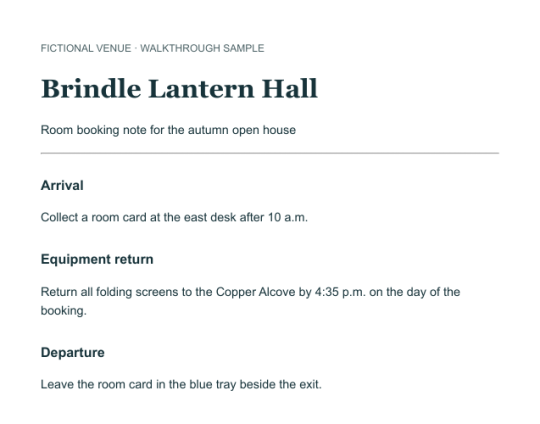 FICTIONAL VENUE · WALKTHROUGH SAMPLE
Brindle Lantern Hall
Room booking note for the autumn open house
Arrival
Collect a room card at the east desk after 10 a.m.
Equipment return
Return all folding screens to the Copper Alcove by 4:35 p.m. on the day of the
booking.
Departure
Leave the room card in the blue tray beside the exit.